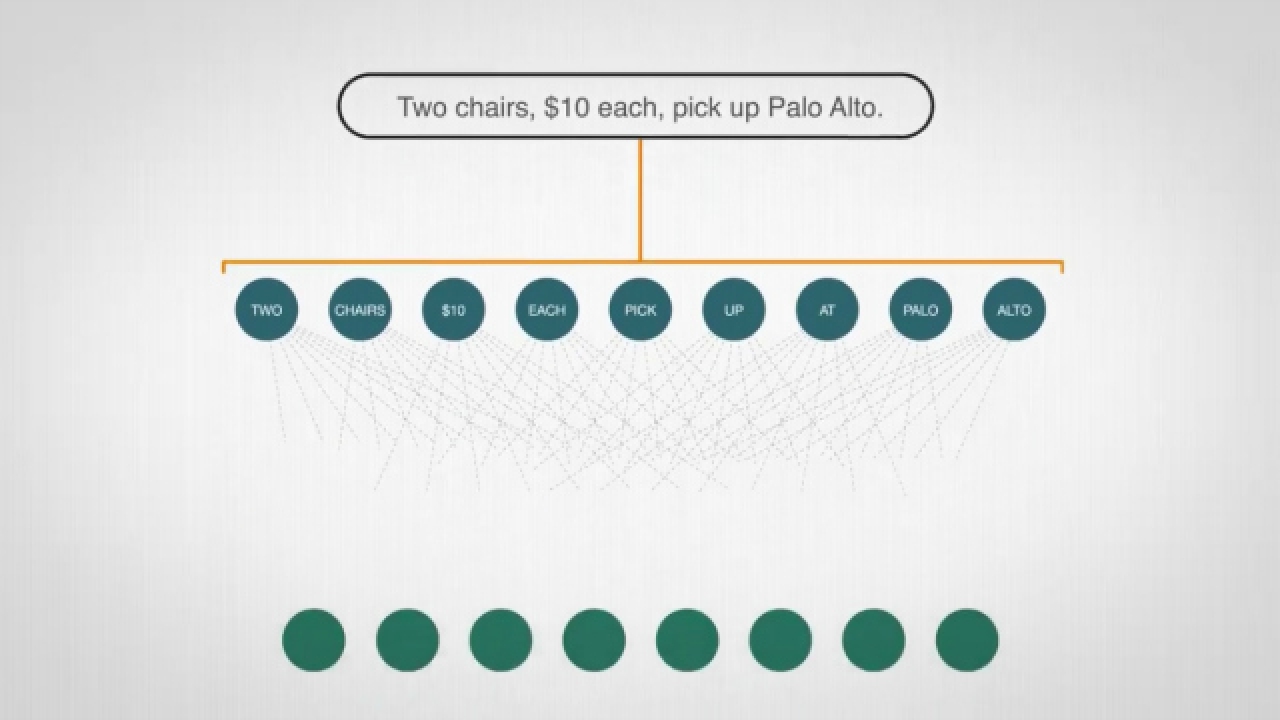 Two chairs, $10 each, pick up Palo Alto.
TWO CHAIRS $10 EACH PICK UP AT PALO ALTO